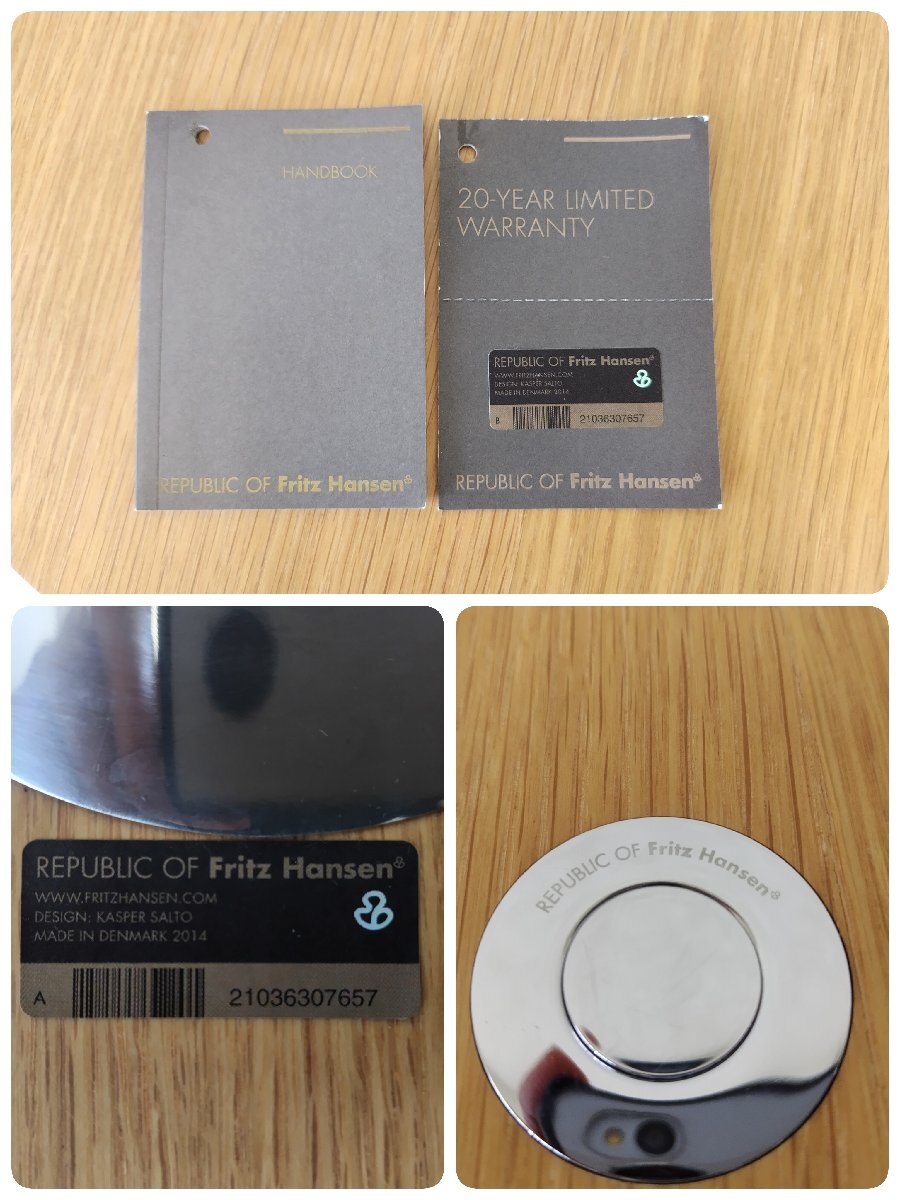 HANDBOOK
REPUBLIC OF Fritz Hansen
20-YEAR LIMITED
WARRANTY
REPUBLIC OF Fritz Hansen
WWW.FRITZHANSEN.COM
DESIGN: KASPER SALTO
MADE IN DENMARK 2014
B 21036307657
REPUBLIC OF Fritz Hansen
REPUBLIC OF Fritz Hansen
WWW.FRITZHANSEN.COM
DESIGN: KASPER SALTO
MADE IN DENMARK 2014
A 21036307657
REPUBLIC OF Fritz Hansen